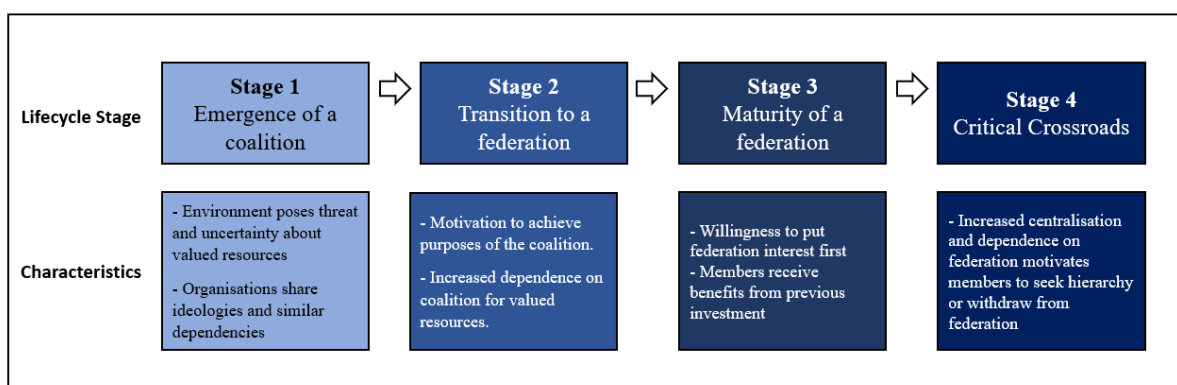 Lifecycle Stage
Stage 1
Emergence of a
coalition
Stage 2
Transition to a
federation
Stage 3
Maturity of a
federation
Stage 4
Critical Crossroads
Characteristics
- Environment poses threat
and uncertainty about
valued resources
- Organisations share
ideologies and similar
dependencies
- Motivation to achieve
purposes of the coalition.
- Increased dependence on
coalition for valued
resources.
- Willingness to put
federation interest first
- Members receive
benefits from previous
investment
- Increased centralisation
and dependence on
federation motivates
members to seek hierarchy
or withdraw from
federation